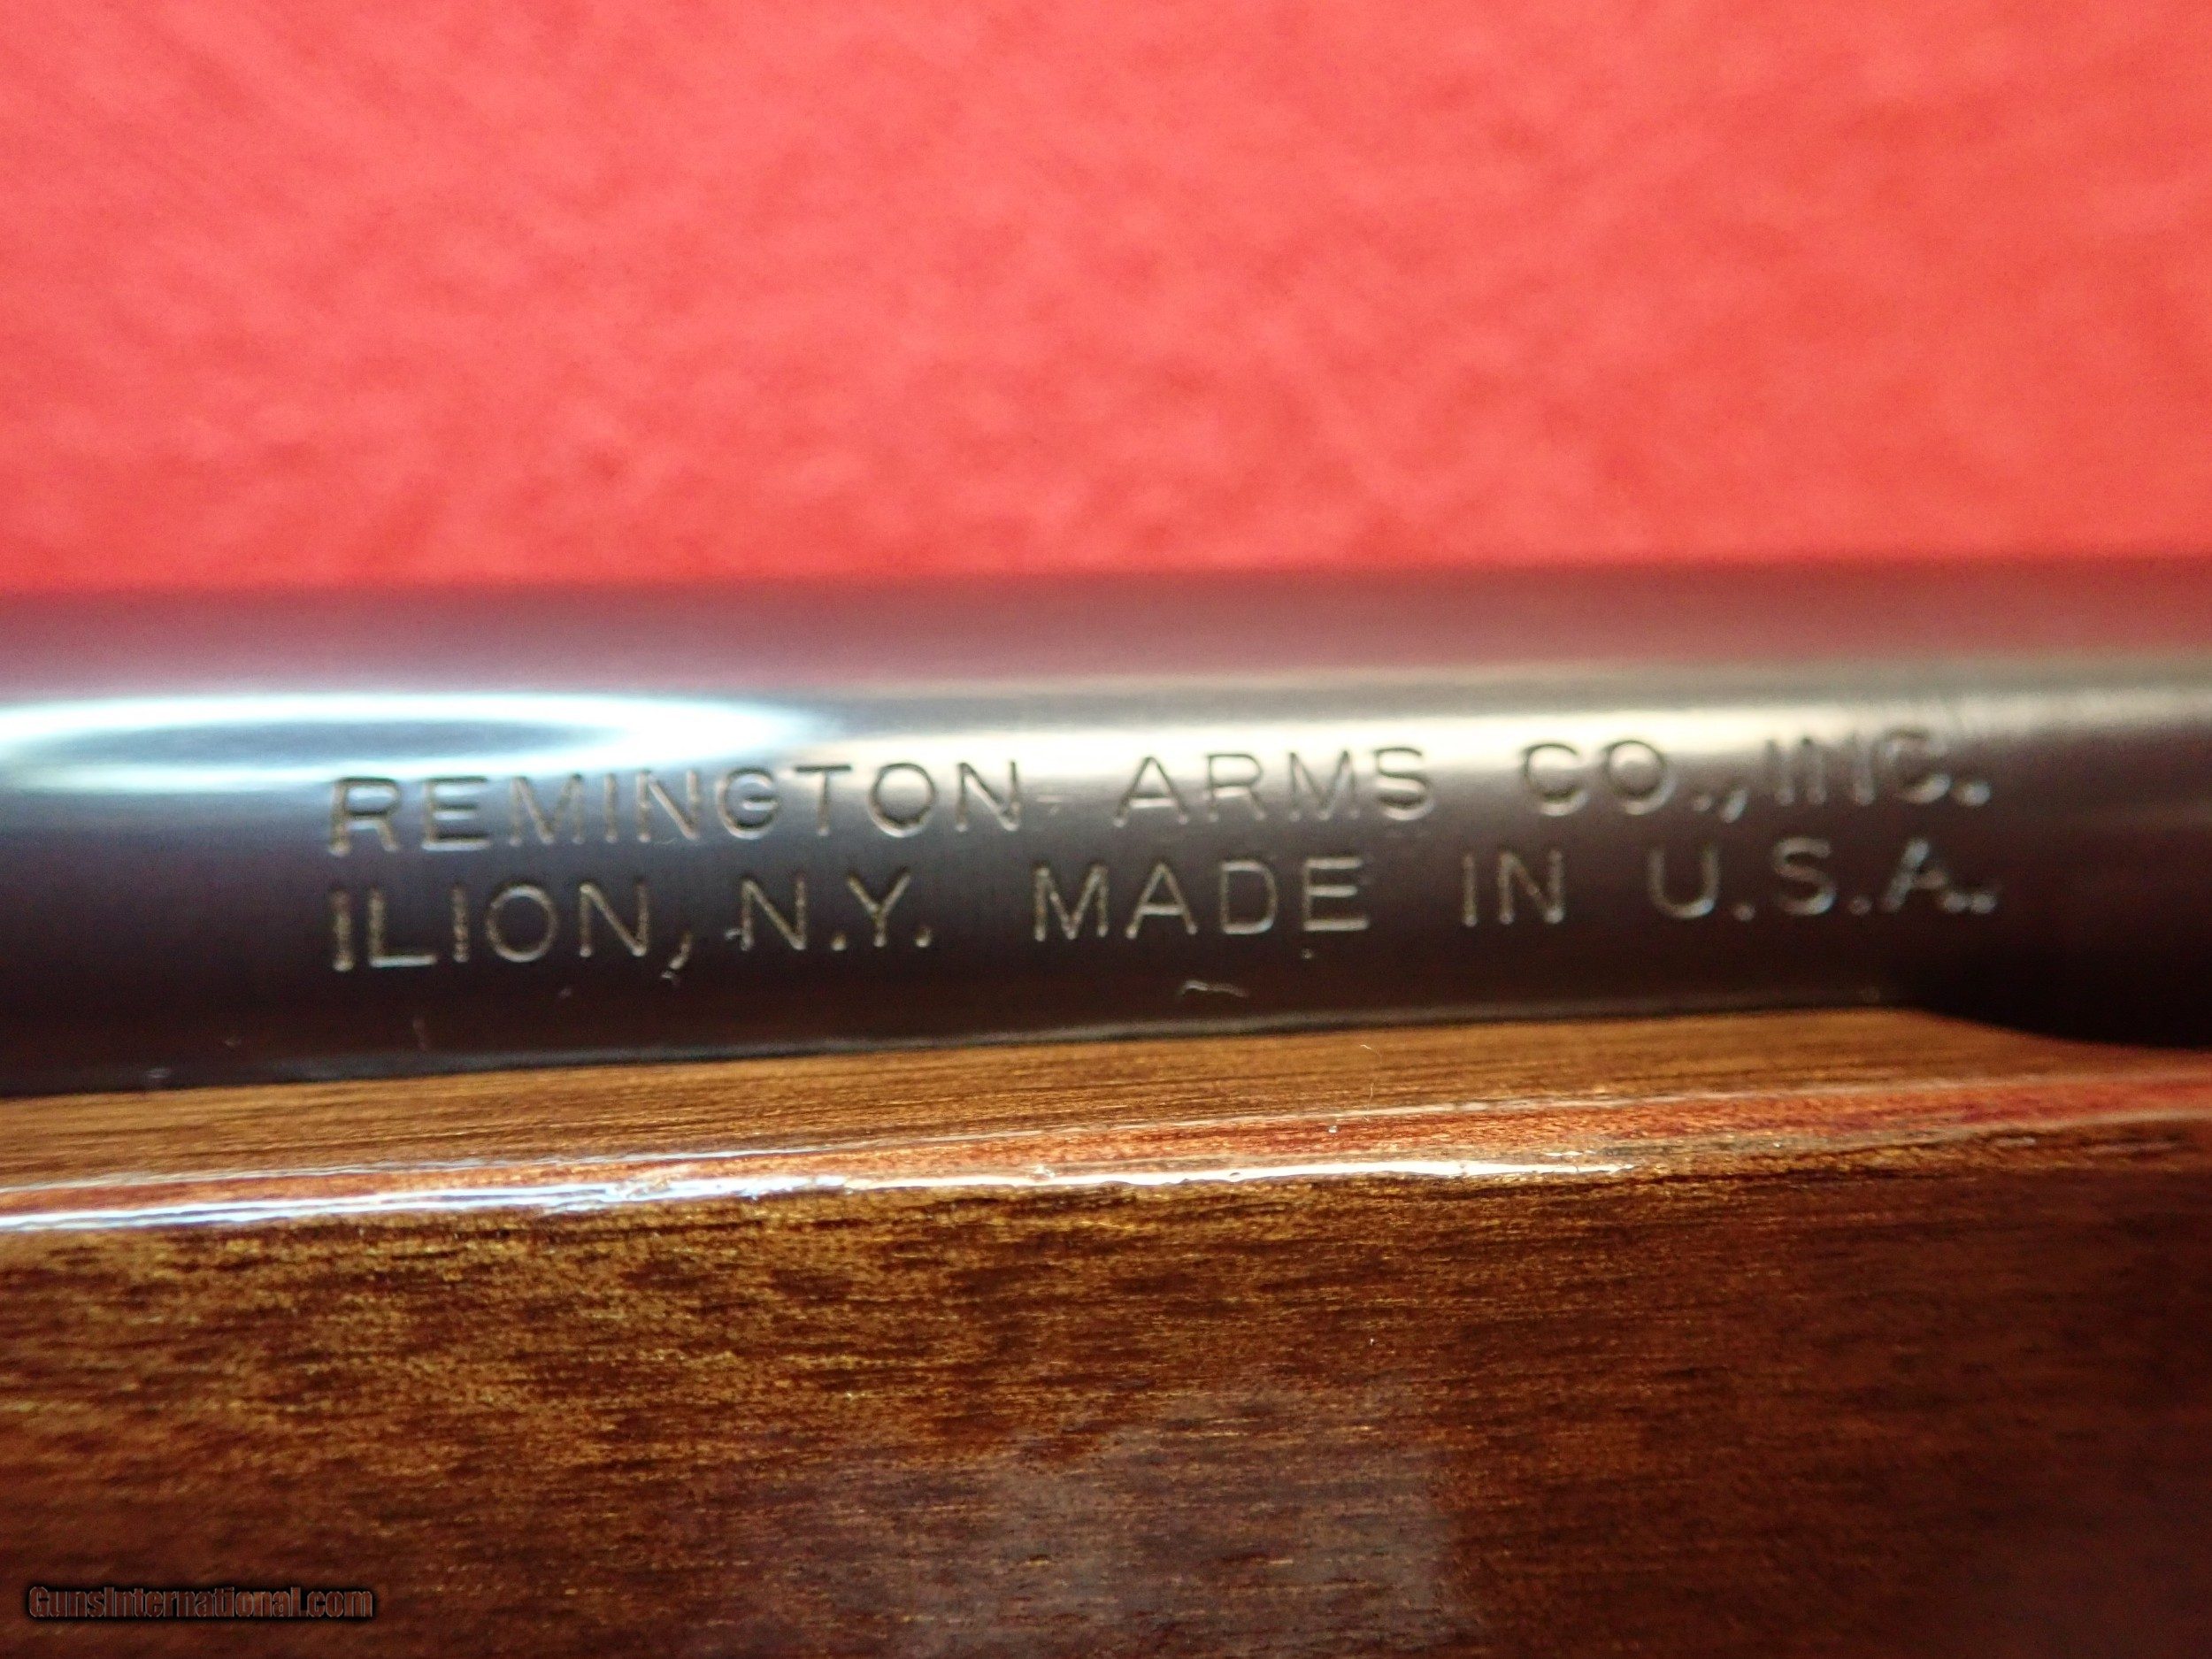 REMINGTON ARMS CO., INC.
ILION, N.Y. MADE IN U.S.A.
GunsInternational.com